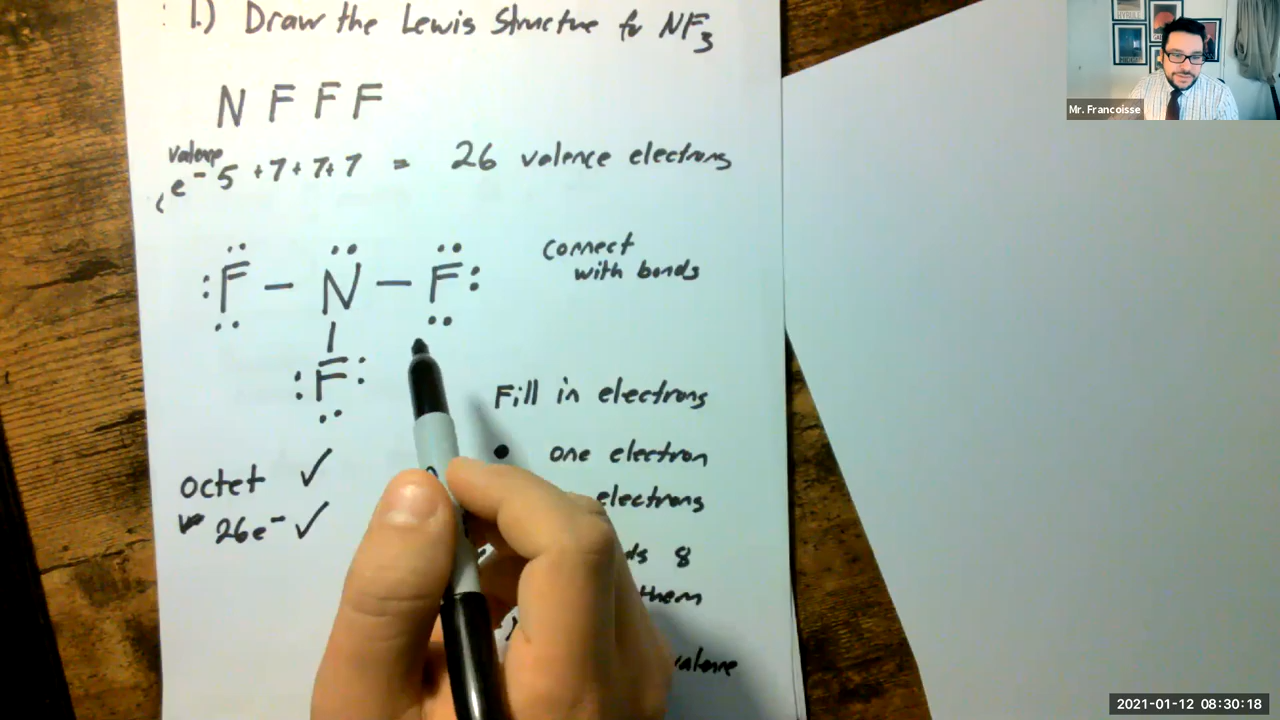 1.) Draw the Lewis Structure for NF3
N F F F
valence
e- 5 +7+7+7 = 26 valence electrons
F - N - F
F
Connect
with bonds
Fill in electrons
one electron
electrons
8
them
Octet ✓
26e- ✓
valence
Mr. Francoisse
2021-01-12 08:30:18